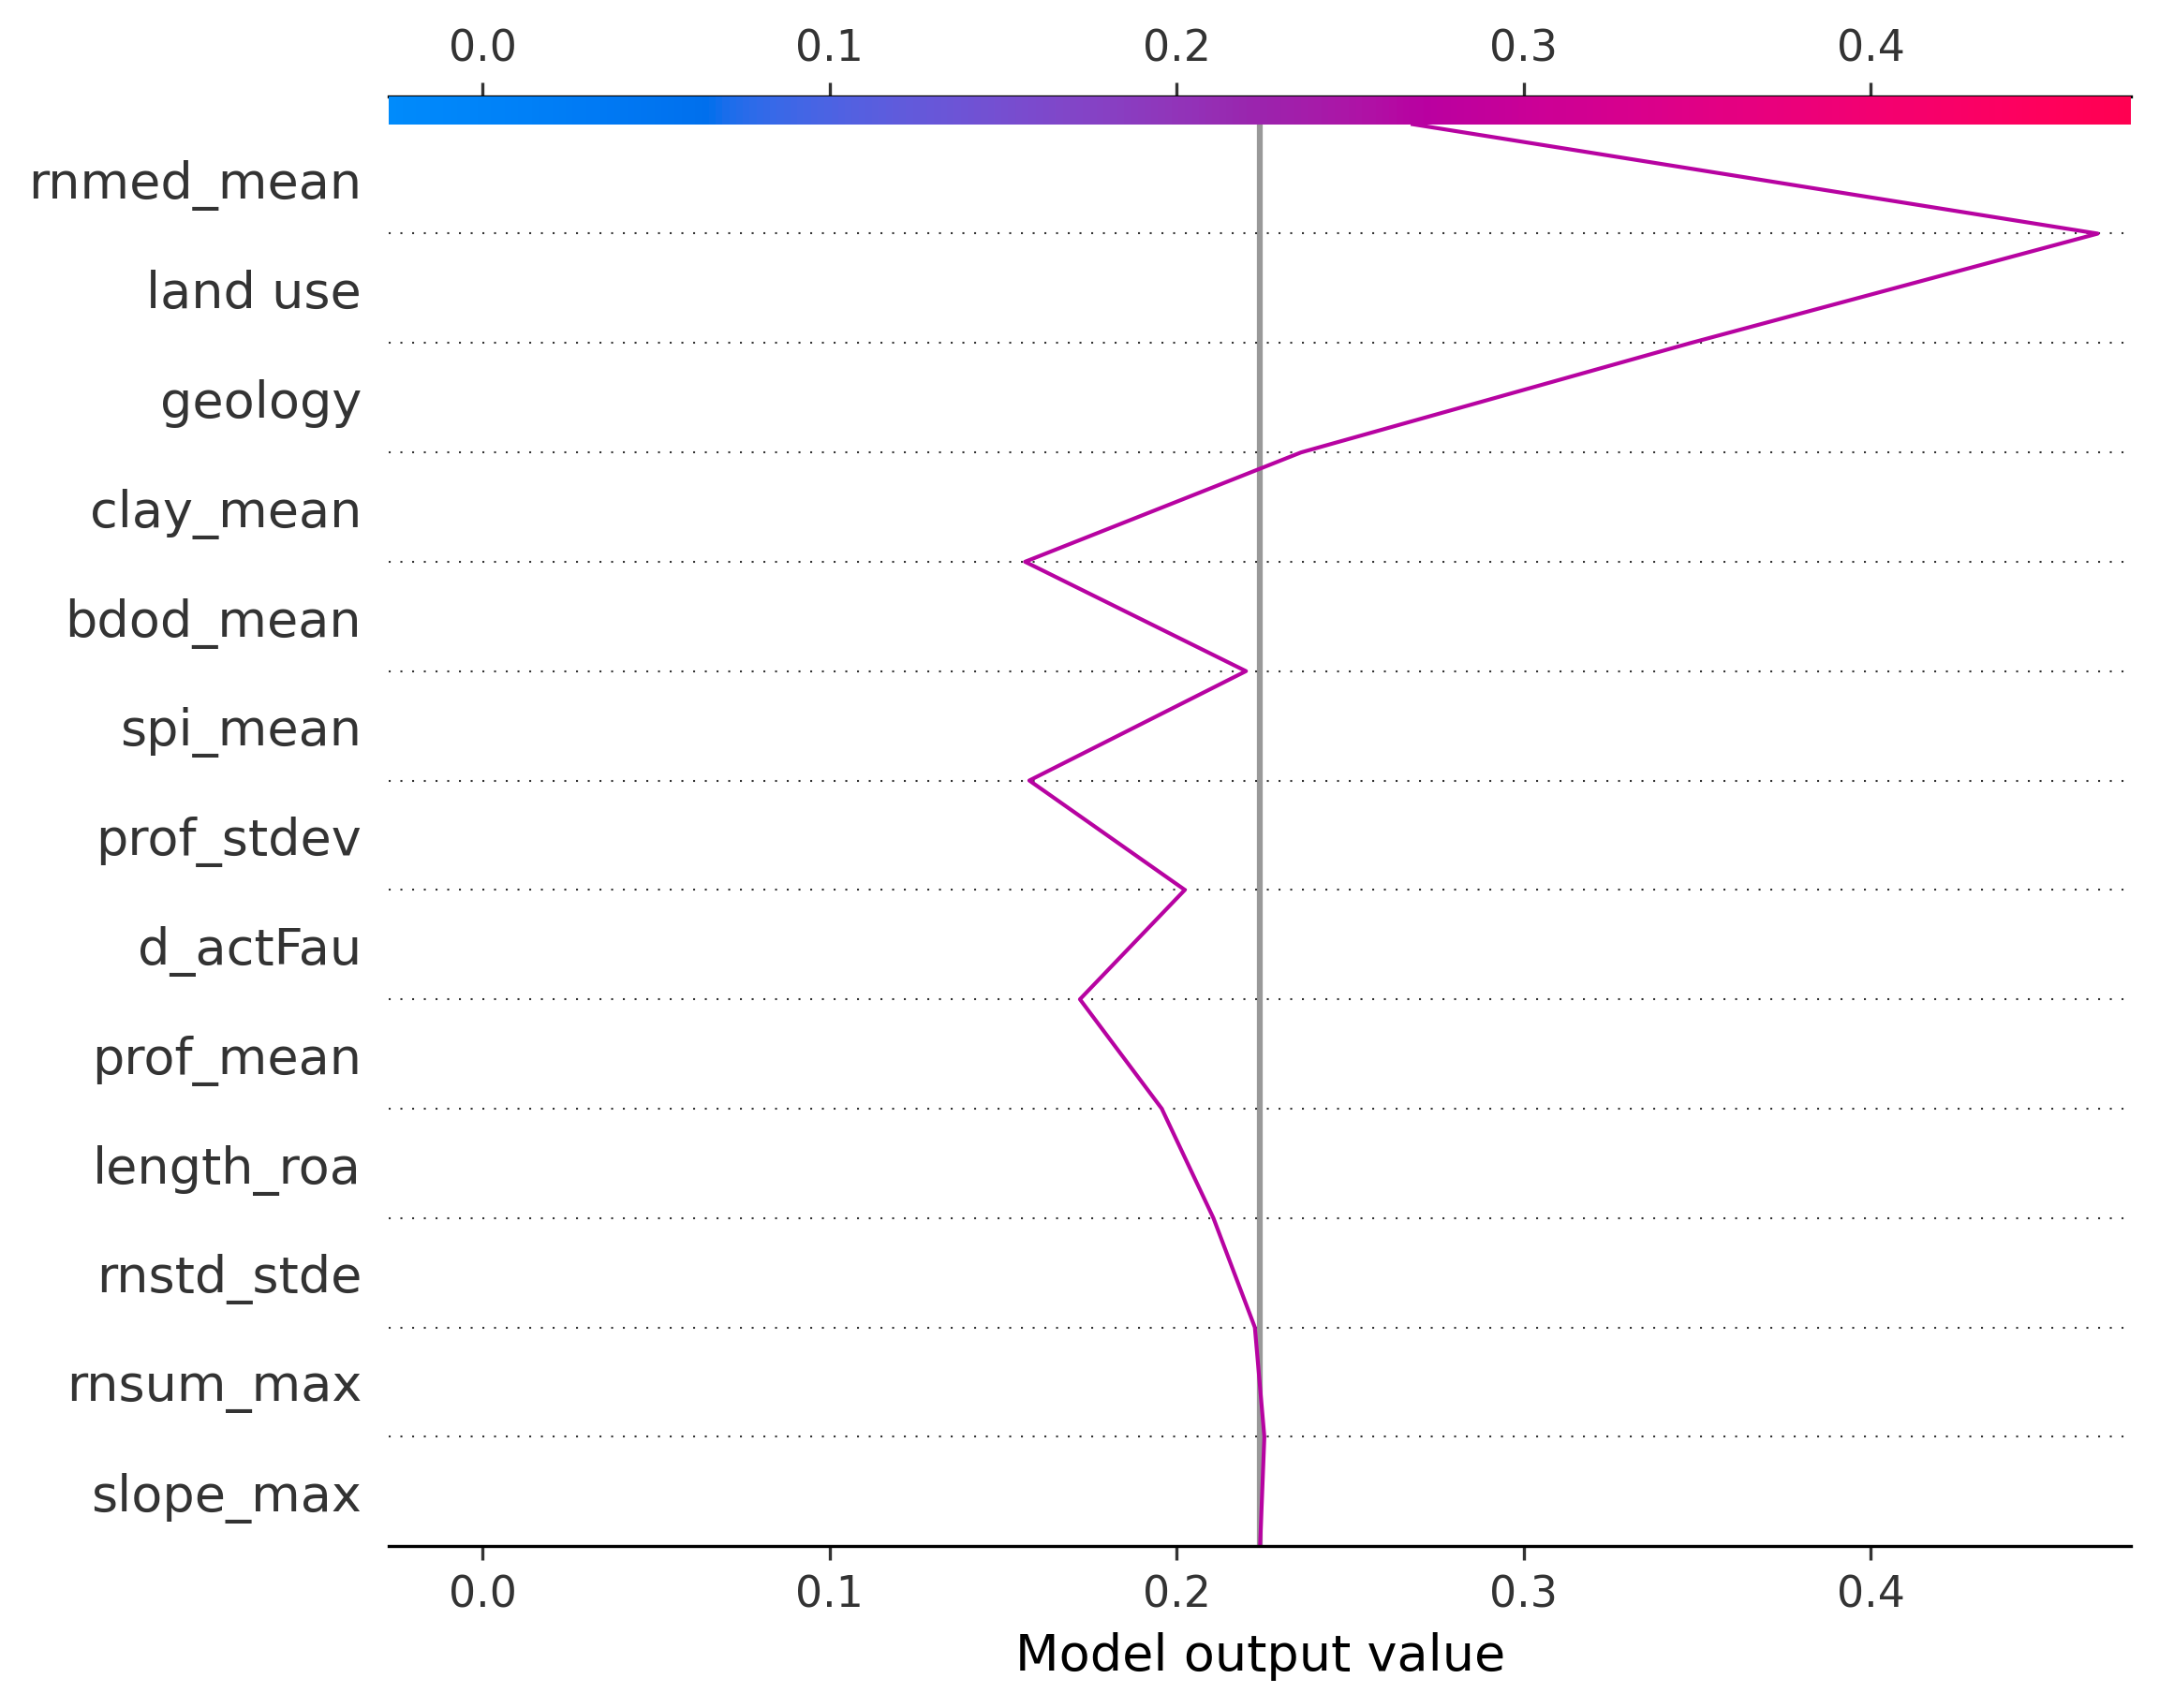 0.0 0.1 0.2 0.3 0.4
rnmed_mean
land use
geology
clay_mean
bdod_mean
spi_mean
prof_stdev
d_actFau
prof_mean
length_roa
rnstd_stde
rnsum_max
slope_max
0.0 0.1 0.2 0.3 0.4
Model output value